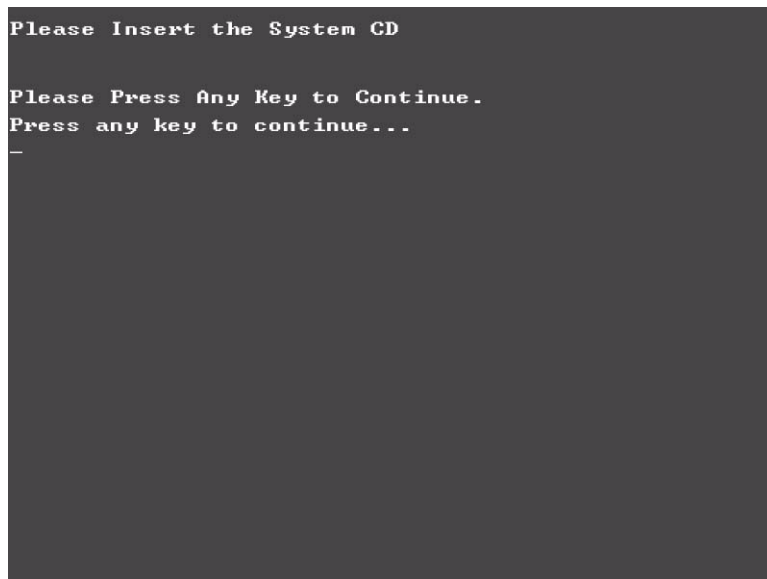 Please Insert the System CD
Please Press Any Key to Continue.
Press any key to continue...